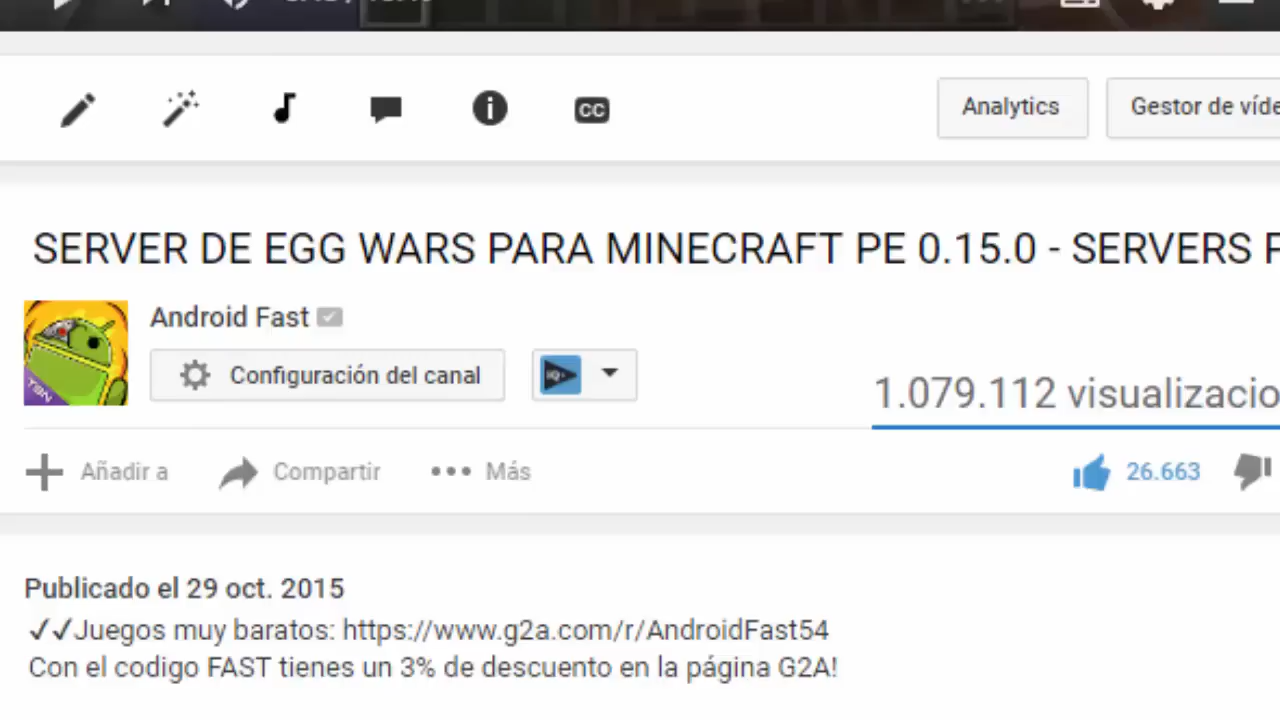 CC
Analytics
Gestor de víde
SERVER DE EGG WARS PARA MINECRAFT PE 0.15.0 - SERVERS P
Android Fast
TGN
Configuración del canal
1.079.112 visualizacio
Añadir a
Compartir
Más
26.663
Publicado el 29 oct. 2015
✓✓Juegos muy baratos: https://www.g2a.com/r/AndroidFast54
Con el codigo FAST tienes un 3% de descuento en la página G2A!